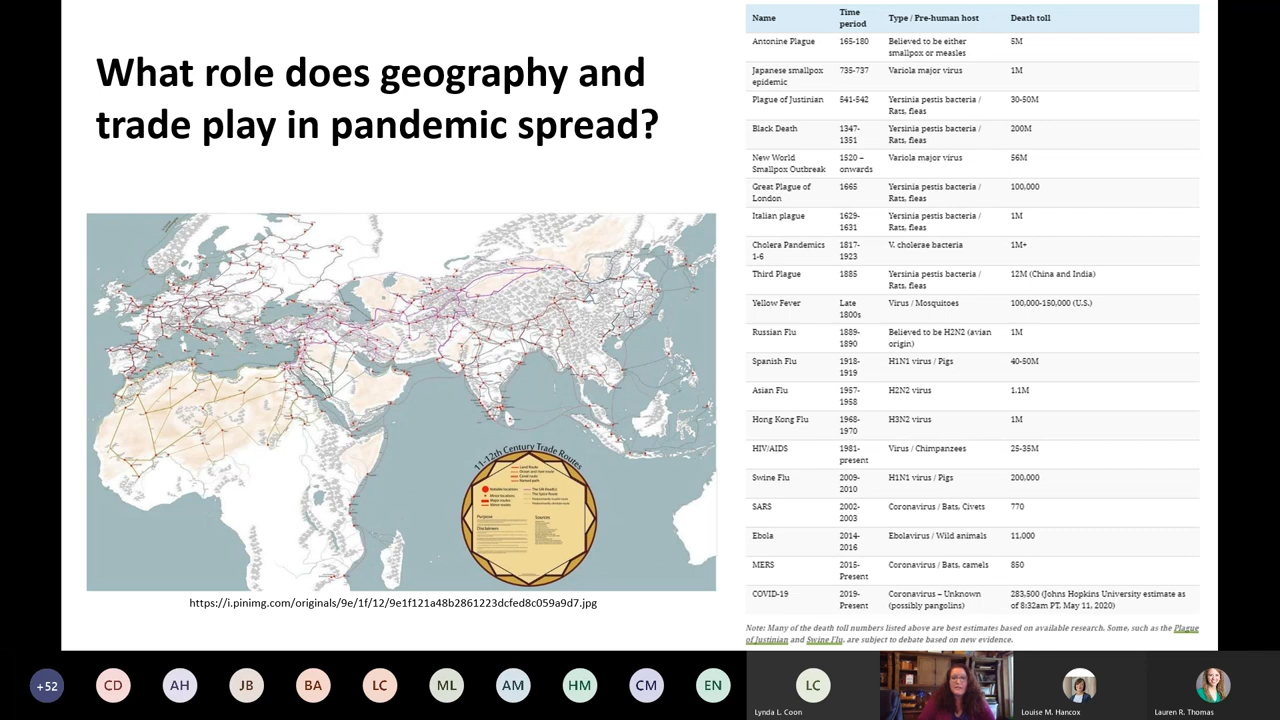 What role does geography and
trade play in pandemic spread?
11-12th Century Trade Routes
Land Route
Purpose
Disclaimers
Sources
https://i.pinimg.com/originals/9e/1f/12/9e1f121a48b2861223dcfed8c059a9d7.jpg
Name Time period Type / Pre-human host Death toll
Antonine Plague 165-180 Believed to be either smallpox or measles 5M
Japanese smallpox epidemic 735-737 Variola major virus 1M
Plague of Justinian 541-542 Yersinia pestis bacteria / Rats, fleas 30-50M
Black Death 1347-1351 Yersinia pestis bacteria / Rats, fleas 200M
New World Smallpox Outbreak 1520 – onwards Variola major virus 56M
Great Plague of London 1665 Yersinia pestis bacteria / Rats, fleas 100,000
Italian plague 1629-1631 Yersinia pestis bacteria / Rats, fleas 1M
Cholera Pandemics 1-6 1817-1923 V. cholerae bacteria 1M+
Third Plague 1885 Yersinia pestis bacteria / Rats, fleas 12M (China and India)
Yellow Fever Late 1800s Virus / Mosquitoes 100,000-150,000 (U.S.)
Russian Flu 1889-1890 Believed to be H2N2 (avian origin) 1M
Spanish Flu 1918-1919 H1N1 virus / Pigs 40-50M
Asian Flu 1957-1958 H2N2 virus 1.1M
Hong Kong Flu 1968-1970 H3N2 virus 1M
HIV/AIDS 1981-present Virus / Chimpanzees 25-35M
Swine Flu 2009-2010 H1N1 virus / Pigs 200,000
SARS 2002-2003 Coronavirus / Bats, Civets 770
Ebola 2014-2016 Ebolavirus / Wild animals 11,000
MERS 2015-Present Coronavirus / Bats, camels 850
COVID-19 2019-Present Coronavirus – Unknown (possibly pangolins) 283,500 (Johns Hopkins University estimate as of 8:32am PT, May 11, 2020)
Note: Many of the death toll numbers listed above are best estimates based on available research. Some, such as the Plague
of Justinian and Swine Flu, are subject to debate based on new evidence.
+52 CD AH JB BA LC ML AM HM CM EN LC
Lynda L. Coon Louise M. Hancox Lauren R. Thomas